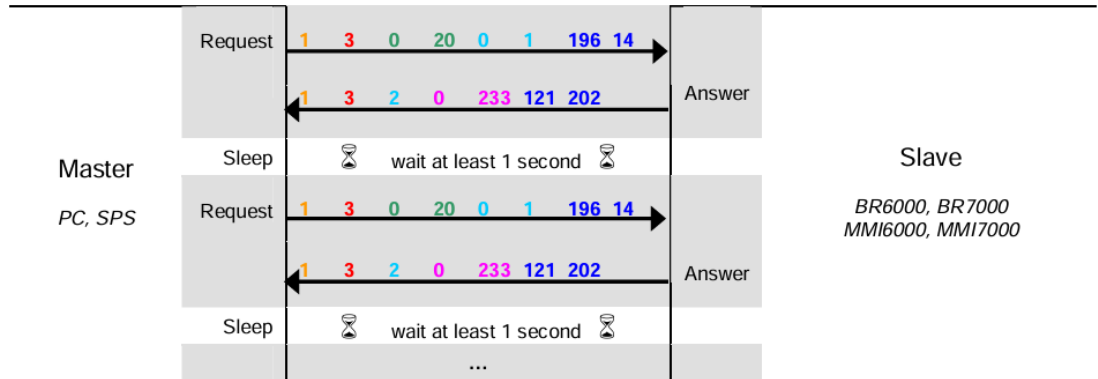 Request 1 3 0 20 0 1 196 14
1 3 2 0 233 121 202 Answer
Sleep wait at least 1 second
Master
Slave
Request 1 3 0 20 0 1 196 14
PC, SPS
BR6000, BR7000
MMI6000, MMI7000
1 3 2 0 233 121 202 Answer
Sleep wait at least 1 second
...